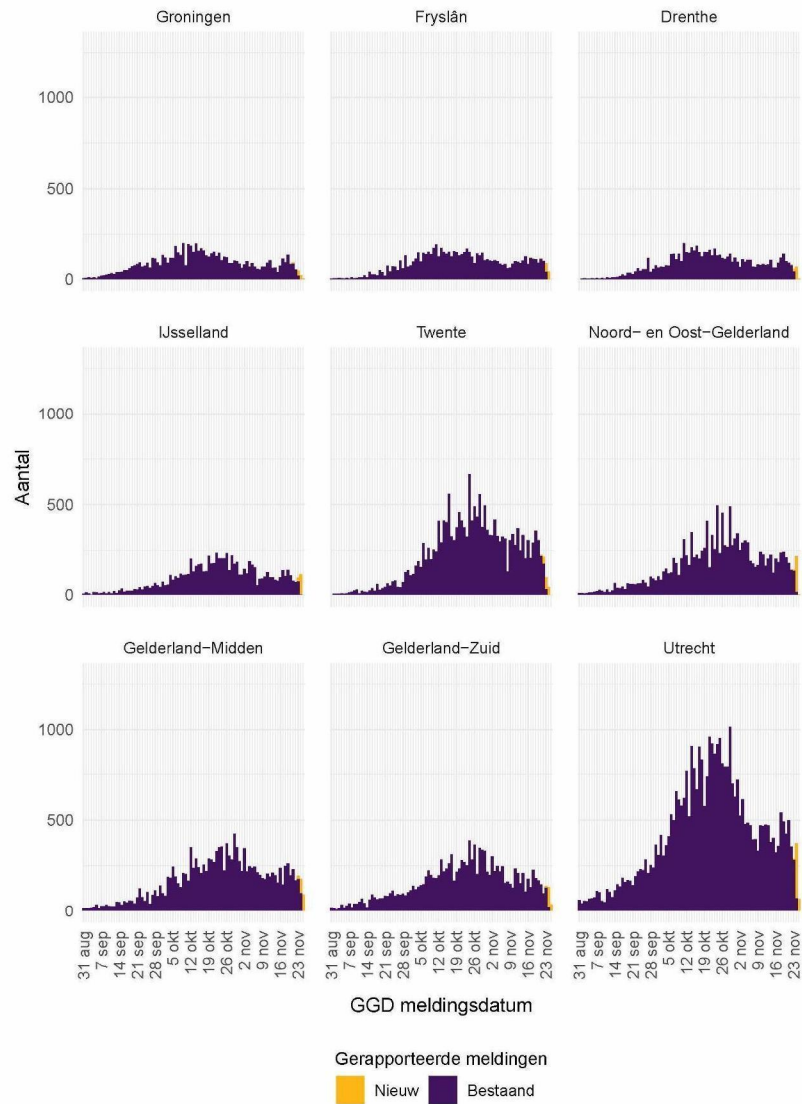 Groningen Fryslân Drenthe
1000
500
0
IJsselland Twente Noord− en Oost−Gelderland
1000
500
0
Aantal
Gelderland−Midden Gelderland−Zuid Utrecht
1000
500
0
31 aug 7 sep 14 sep 21 sep 28 sep 5 okt 12 okt 19 okt 26 okt 2 nov 9 nov 16 nov 23 nov 31 aug 7 sep 14 sep 21 sep 28 sep 5 okt 12 okt 19 okt 26 okt 2 nov 9 nov 16 nov 23 nov 31 aug 7 sep 14 sep 21 sep 28 sep 5 okt 12 okt 19 okt 26 okt 2 nov 9 nov 16 nov 23 nov
GGD meldingsdatum
Gerapporteerde meldingen
Nieuw Bestaand